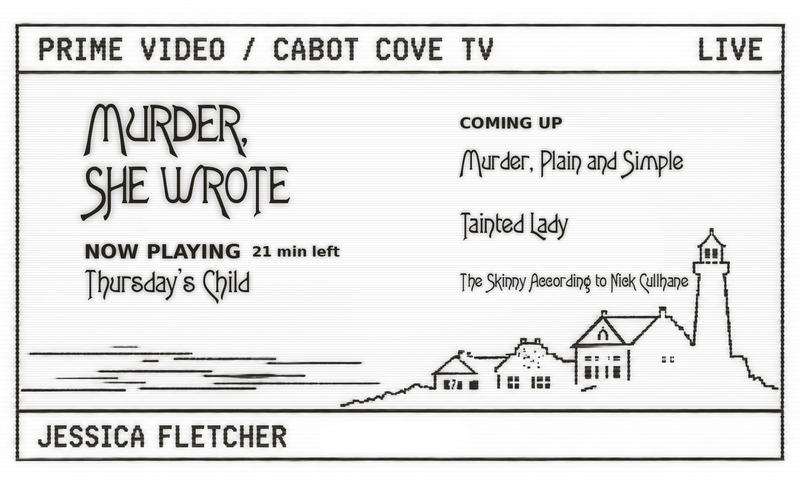 PRIME VIDEO / CABOT COVE TV LIVE
MURDER,
SHE WROTE
NOW PLAYING 21 min left
Thursday's Child
COMING UP
Murder, Plain and Simple
Tainted Lady
The Skinny According to Nick Cullhane
JESSICA FLETCHER